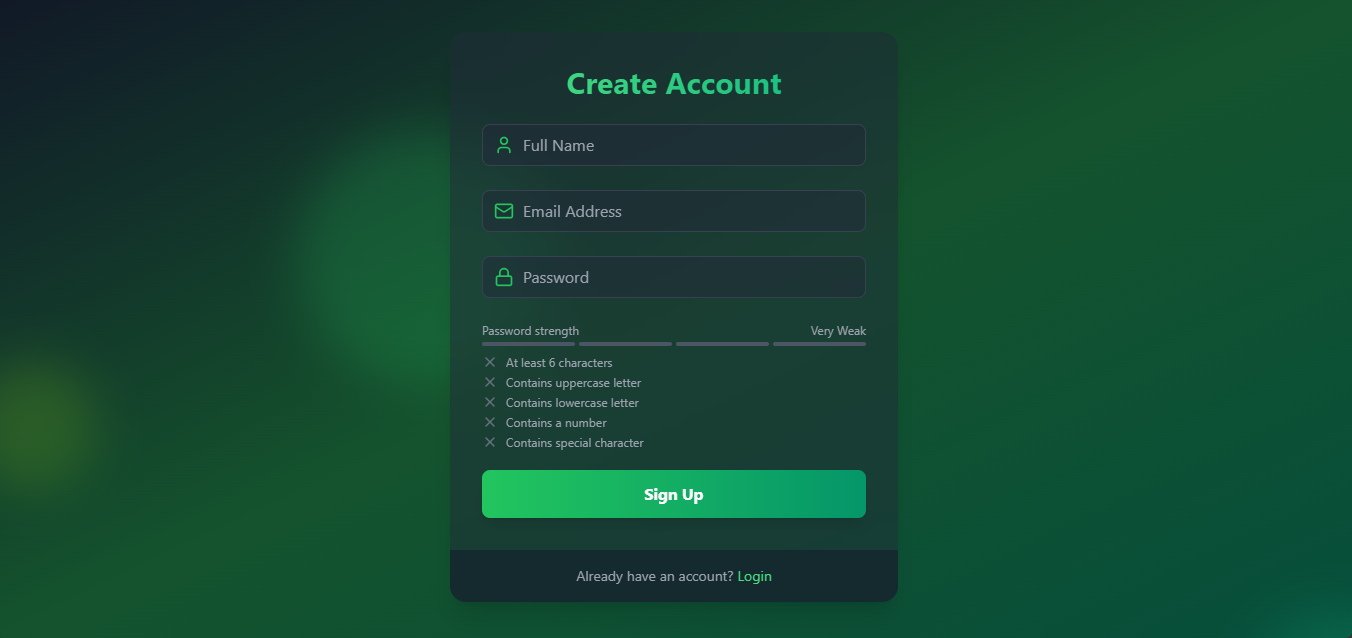 Create Account
Full Name
Email Address
Password
Password strength Very Weak
At least 6 characters
Contains uppercase letter
Contains lowercase letter
Contains a number
Contains special character
Sign Up
Already have an account? Login